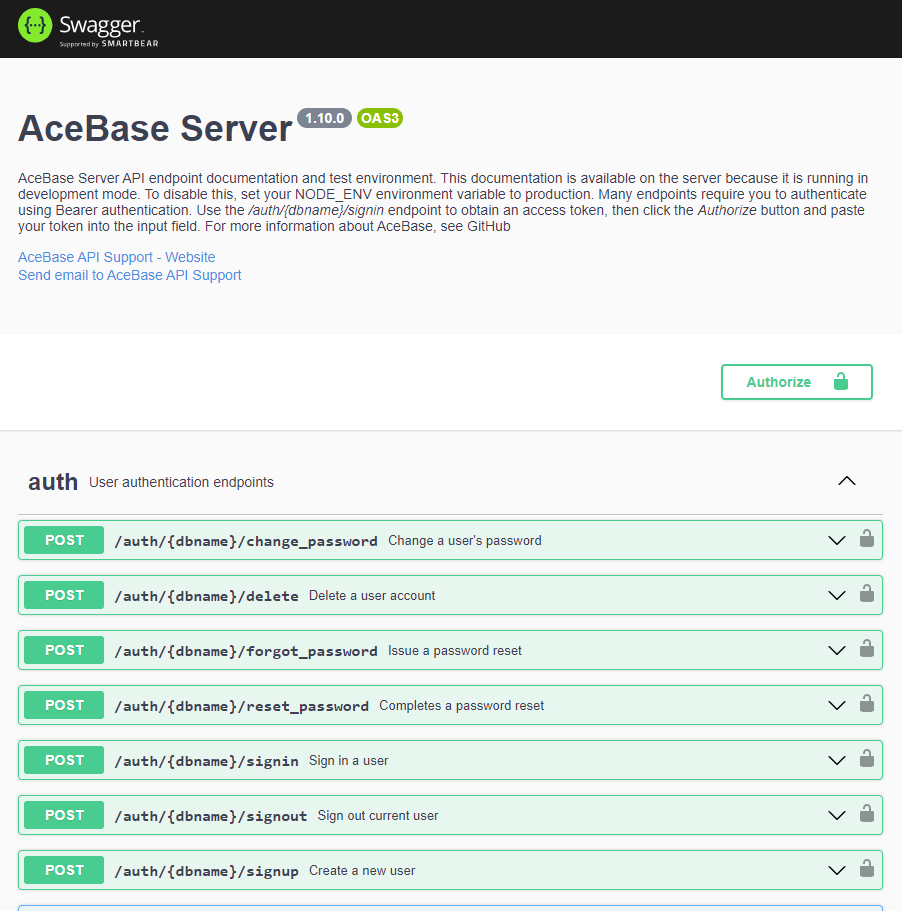 Swagger
Supported by SMARTBEAR
AceBase Server 1.10.0 OAS3
AceBase Server API endpoint documentation and test environment. This documentation is available on the server because it is running in
development mode. To disable this, set your NODE_ENV environment variable to production. Many endpoints require you to authenticate
using Bearer authentication. Use the /auth/{dbname}/signin endpoint to obtain an access token, then click the Authorize button and paste
your token into the input field. For more information about AceBase, see GitHub
AceBase API Support - Website
Send email to AceBase API Support
Authorize
auth User authentication endpoints
POST /auth/{dbname}/change_password Change a user's password
POST /auth/{dbname}/delete Delete a user account
POST /auth/{dbname}/forgot_password Issue a password reset
POST /auth/{dbname}/reset_password Completes a password reset
POST /auth/{dbname}/signin Sign in a user
POST /auth/{dbname}/signout Sign out current user
POST /auth/{dbname}/signup Create a new user